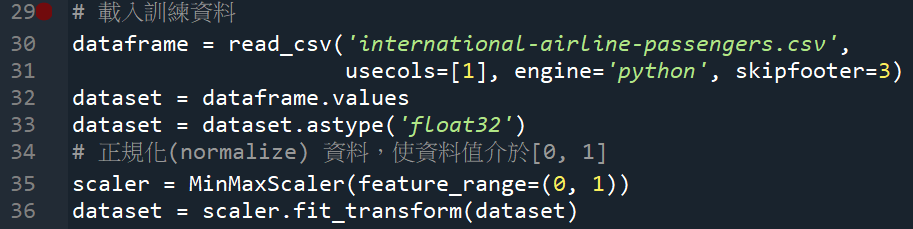 29 # 載入訓練資料
30 dataframe = read_csv('international-airline-passengers.csv',
31 usecols=[1], engine='python', skipfooter=3)
32 dataset = dataframe.values
33 dataset = dataset.astype('float32')
34 # 正規化(normalize) 資料，使資料值介於[0, 1]
35 scaler = MinMaxScaler(feature_range=(0, 1))
36 dataset = scaler.fit_transform(dataset)